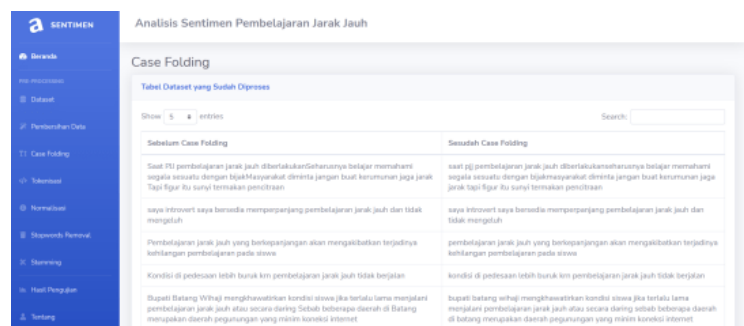 a SENTIMEN
Analisis Sentimen Pembelajaran Jarak Jauh
Beranda
PRE-PROCESSING
Dataset
Pembersihan Data
Case Folding
Tokenisasi
Normalisasi
Stopwords Removal
Stemming
Hasil Pengujian
Tentang
Case Folding
Tabel Dataset yang Sudah Diproses
Show 5 entries
Search:
Sebelum Case Folding
Sesudah Case Folding
Saat PJJ pembelajaran jarak jauh diberlakukanSeharusnya belajar memahami
segala sesuatu dengan bijakMasyarakat diminta jangan buat kerumunan jaga jarak
Tapi figur itu sunyi termakan pencitraan
saat pjj pembelajaran jarak jauh diberlakukanseharusnya belajar memahami
segala sesuatu dengan bijakmasyarakat diminta jangan buat kerumunan jaga
jarak tapi figur itu sunyi termakan pencitraan
saya introvert saya bersedia memperpanjang pembelajaran jarak jauh dan tidak
mengeluh
saya introvert saya bersedia memperpanjang pembelajaran jarak jauh dan
tidak mengeluh
Pembelajaran jarak jauh yang berkepanjangan akan mengakibatkan terjadinya
kehilangan pembelajaran pada siswa
pembelajaran jarak jauh yang berkepanjangan akan mengakibatkan terjadinya
kehilangan pembelajaran pada siswa
Kondisi di pedesaan lebih buruk krn pembelajaran jarak jauh tidak berjalan
kondisi di pedesaan lebih buruk krn pembelajaran jarak jauh tidak berjalan
Bupati Batang Wihaji mengkhawatirkan kondisi siswa jika terlalu lama menjalani
pembelajaran jarak jauh atau secara daring Sebab beberapa daerah di Batang
merupakan daerah pegunungan yang minim koneksi internet
bupati batang wihaji mengkhawatirkan kondisi siswa jika terlalu lama
menjalani pembelajaran jarak jauh atau secara daring sebab beberapa daerah
di batang merupakan daerah pegunungan yang minim koneksi internet